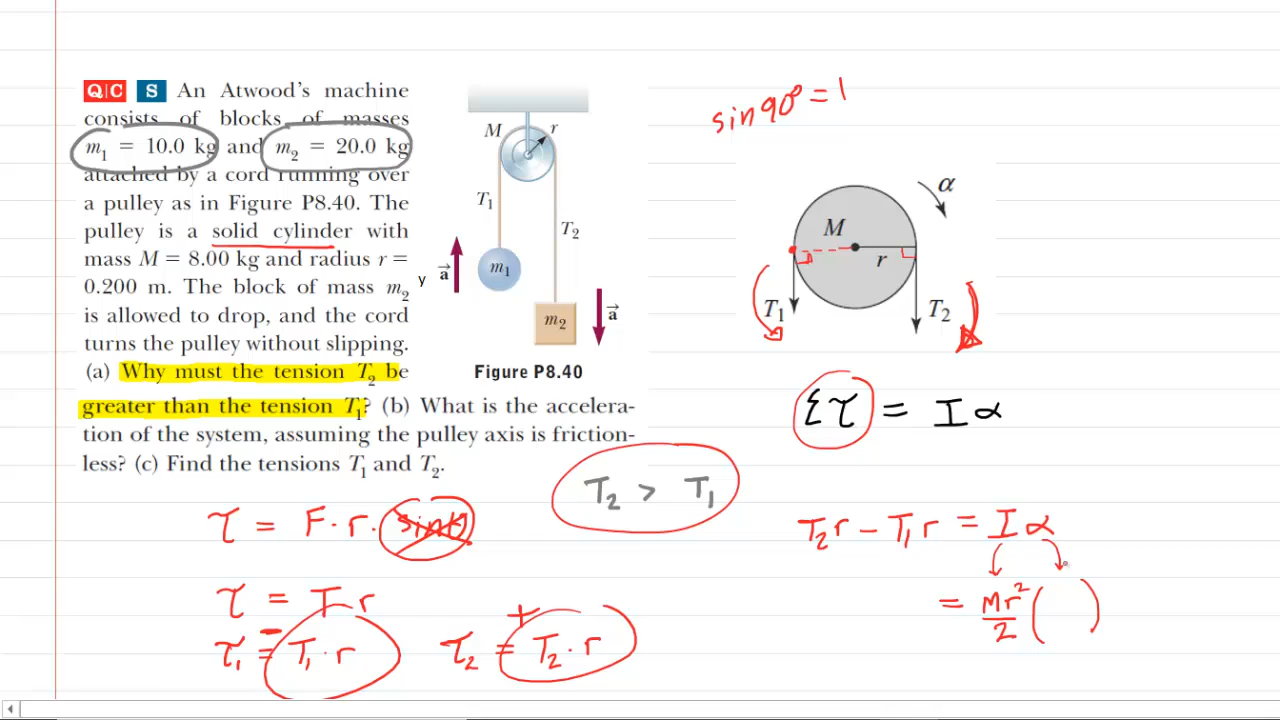 Q|C S An Atwood's machine
consists of blocks of masses
m₁ = 10.0 kg and m₂ = 20.0 kg
attached by a cord running over
a pulley as in Figure P8.40. The
pulley is a solid cylinder with
mass M = 8.00 kg and radius r =
0.200 m. The block of mass m₂
is allowed to drop, and the cord
turns the pulley without slipping.
(a) Why must the tension T₂ be
greater than the tension T₁? (b) What is the accelera-
tion of the system, assuming the pulley axis is friction-
less? (c) Find the tensions T₁ and T₂.
M r
T₁
T₂
y a⃗ m₁
m₂ a⃗
Figure P8.40
sin 90° = 1
α
M
r
T₁ T₂
Στ = Iα
T₂ > T₁
τ = F · r · sinθ
τ = T · r
τ₁ = T₁ · r
−
τ₂ = T₂ · r
+
T₂r − T₁r = Iα
= Mr²/2 ( )